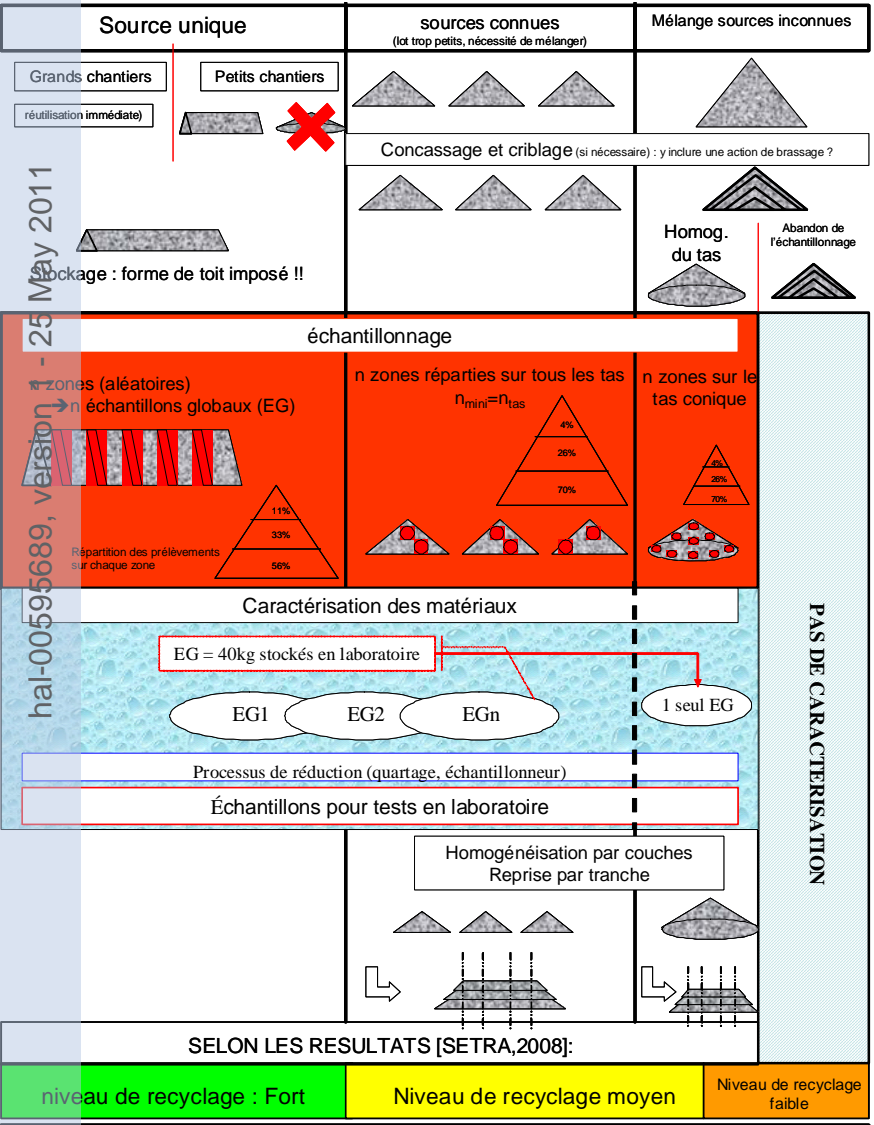 Source unique
sources connues
(lot trop petits, nécessité de mélanger)
Mélange sources inconnues
Grands chantiers
Petits chantiers
réutilisation immédiate)
Concassage et criblage (si nécessaire) : y inclure une action de brassage ?
Stockage : forme de toit imposé !!
Homog.
du tas
Abandon de
l'échantillonnage
échantillonnage
n zones (aléatoires)
→n échantillons globaux (EG)
n zones réparties sur tous les tas
nmini=ntas
n zones sur le
tas conique
4%
26%
70%
4%
26%
70%
11%
33%
56%
Répartition des prélèvements
sur chaque zone
Caractérisation des matériaux
EG = 40kg stockés en laboratoire
EG1
EG2
EGn
1 seul EG
Processus de réduction (quartage, échantillonneur)
Échantillons pour tests en laboratoire
PAS DE CARACTERISATION
Homogénéisation par couches
Reprise par tranche
SELON LES RESULTATS [SETRA,2008]:
niveau de recyclage : Fort
Niveau de recyclage moyen
Niveau de recyclage
faible
hal-00595689, version 1 - 25 May 2011